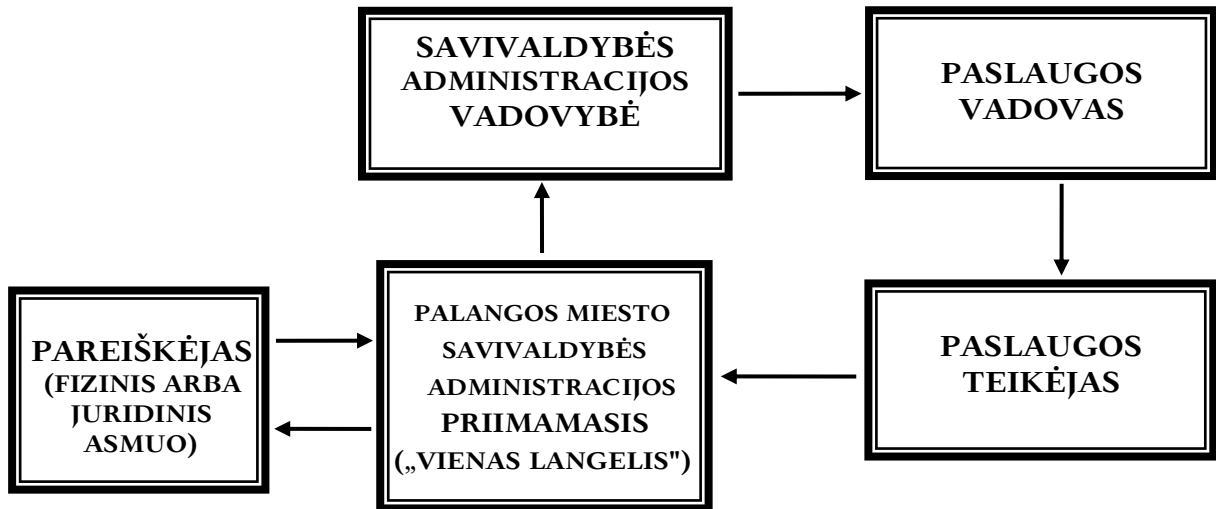 SAVIVALDYBĖS
ADMINISTRACIJOS
VADOVYBĖ
PASLAUGOS
VADOVAS
PAREIŠKĖJAS
(FIZINIS ARBA
JURIDINIS
ASMUO)
PALANGOS MIESTO
SAVIVALDYBĖS
ADMINISTRACIJOS
PRIIMAMASIS
(„VIENAS LANGELIS")
PASLAUGOS
TEIKĖJAS